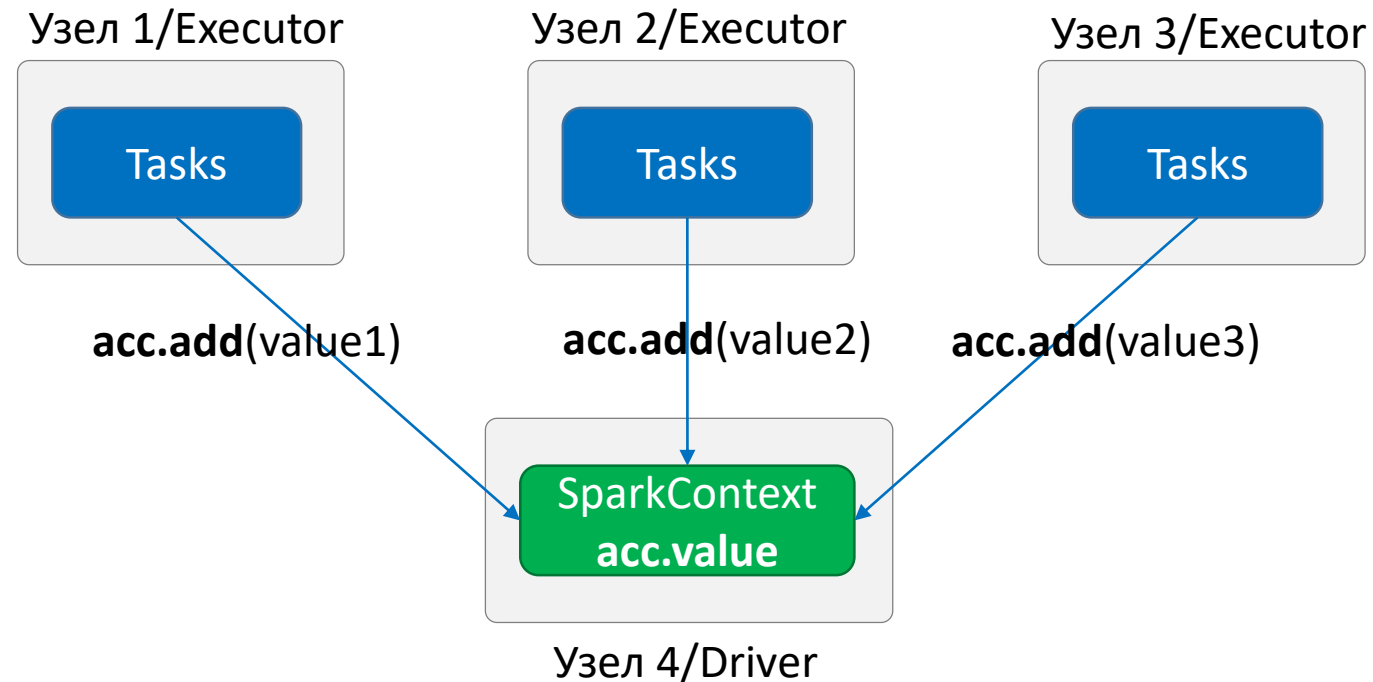 Узел 1/Executor
Узел 2/Executor
Узел 3/Executor
Tasks
Tasks
Tasks
acc.add(value1)
acc.add(value2)
acc.add(value3)
SparkContext
acc.value
Узел 4/Driver